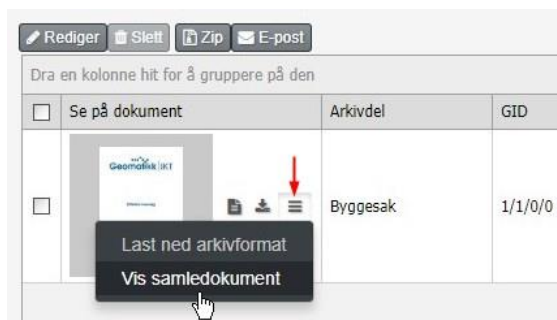 Rediger Slett Zip E-post
Dra en kolonne hit for å gruppere på den
Se på dokument Arkivdel GID
Geomatikk IKT
Byggesak 1/1/0/0
Last ned arkivformat
Vis samledokument